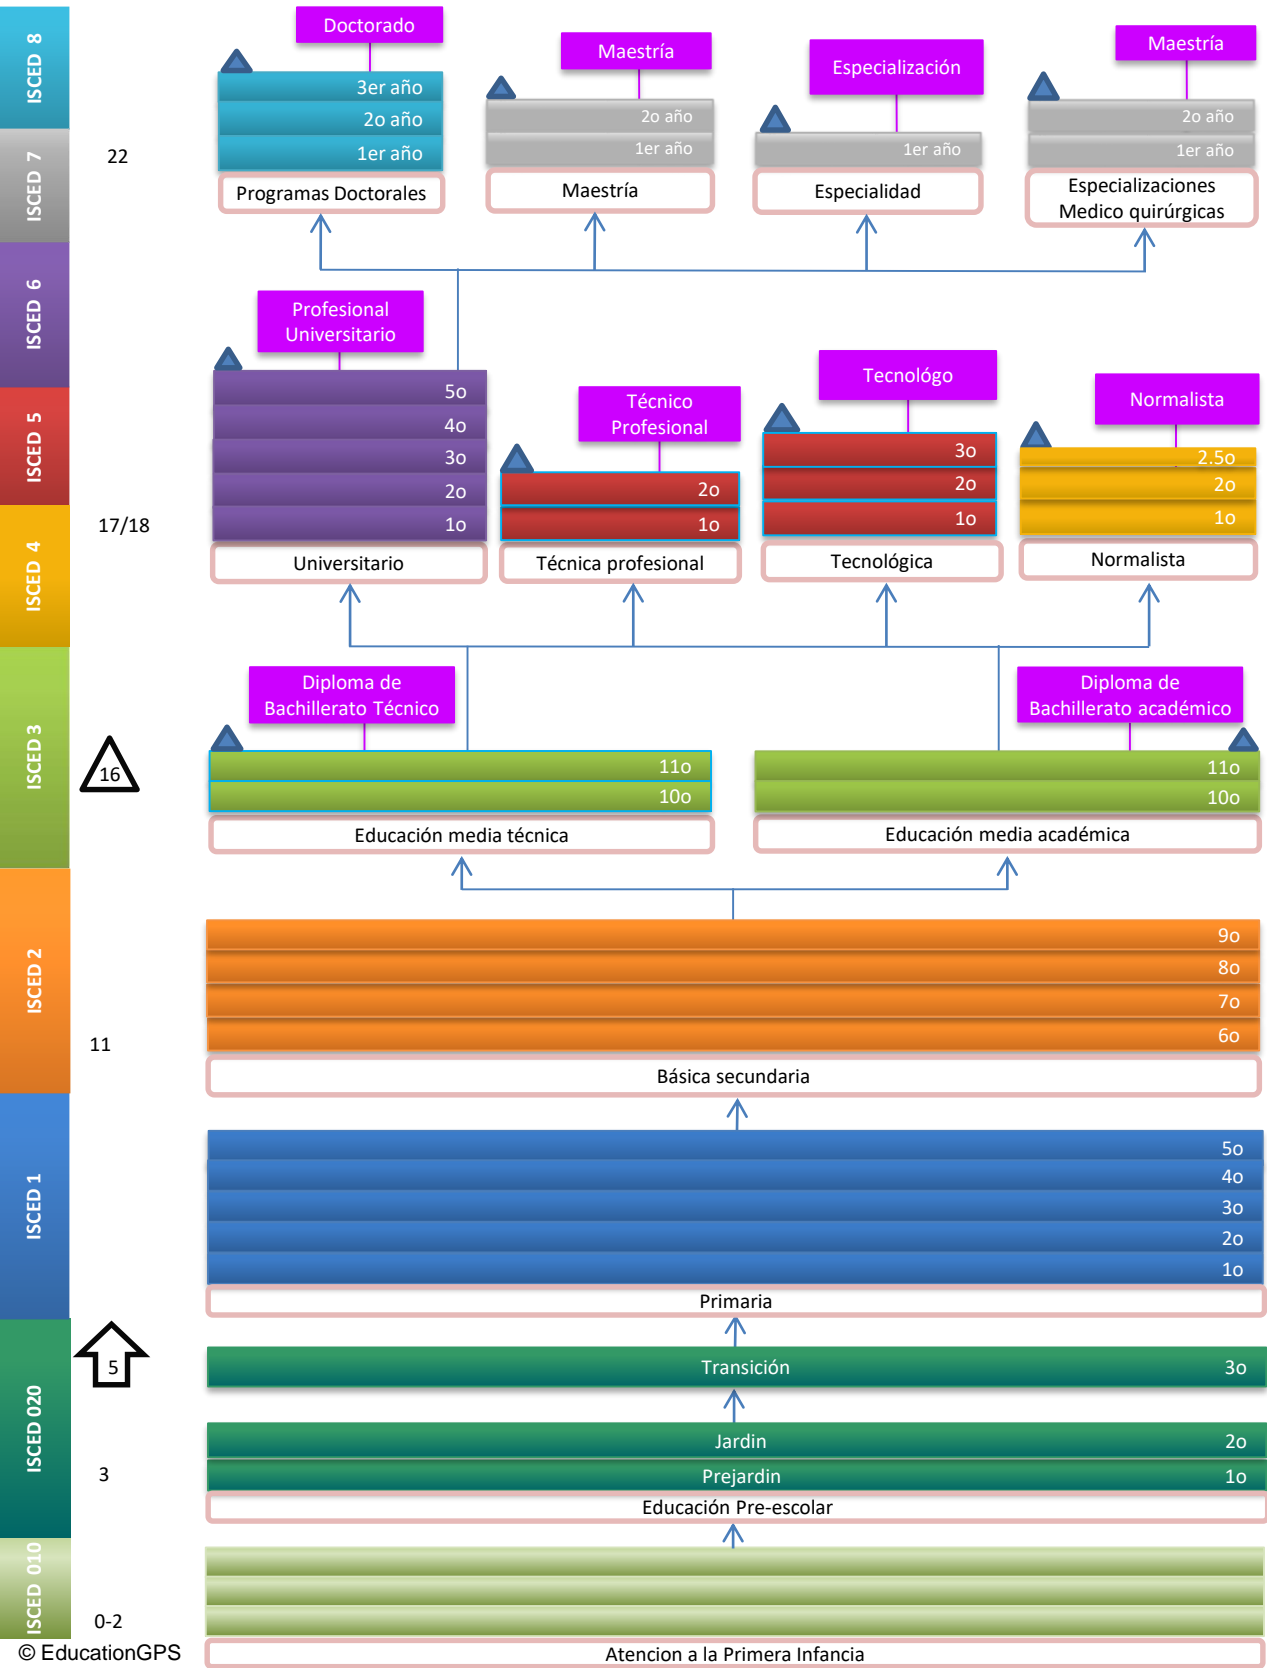 ISCED 8
Doctorado
Maestría
Especialización
Maestría
3er año
2o año
1er año
2o año
1er año
1er año
2o año
1er año
ISCED 7
22
Programas Doctorales
Maestría
Especialidad
Especializaciones
Medico quirúrgicas
ISCED 6
Profesional
Universitario
5o
4o
3o
2o
1o
Universitario
ISCED 5
Técnico
Profesional
2o
1o
Técnica profesional
Tecnológo
3o
2o
1o
Tecnológica
Normalista
2.5o
2o
1o
Normalista
17/18
ISCED 4
ISCED 3
16
Diploma de
Bachillerato Técnico
11o
10o
Educación media técnica
Diploma de
Bachillerato académico
11o
10o
Educación media académica
ISCED 2
9o
8o
7o
6o
11
Básica secundaria
ISCED 1
5o
4o
3o
2o
1o
Primaria
5
Transición 3o
ISCED 020
Jardin 2o
3
Prejardin 1o
Educación Pre-escolar
ISCED 010
0-2
© EducationGPS
Atencion a la Primera Infancia